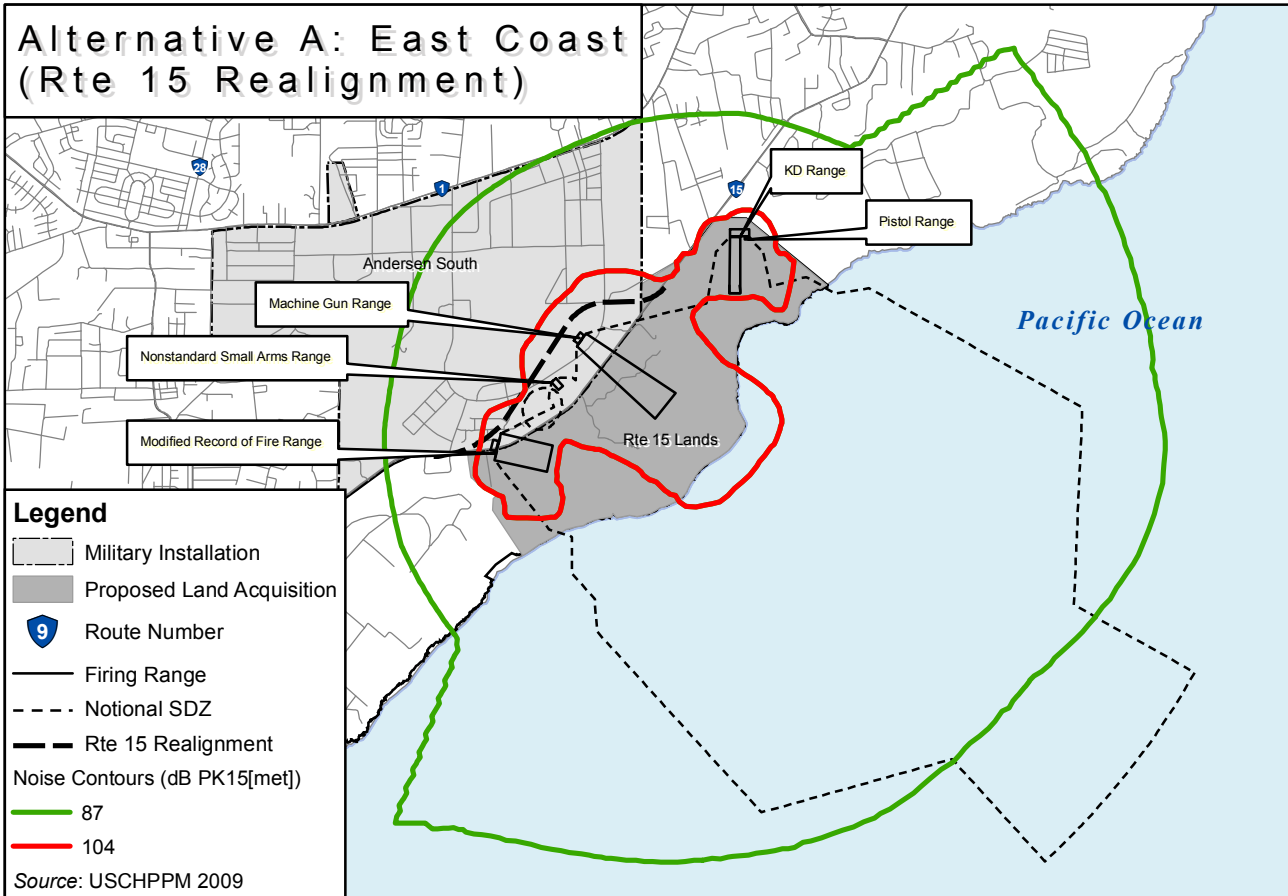 Alternative A: East Coast
(Rte 15 Realignment)
28
1
15
KD Range
Pistol Range
Andersen South
Machine Gun Range
Pacific Ocean
Nonstandard Small Arms Range
Modified Record of Fire Range
Rte 15 Lands
Legend
Military Installation
Proposed Land Acquisition
9 Route Number
Firing Range
Notional SDZ
Rte 15 Realignment
Noise Contours (dB PK15[met])
87
104
Source: USCHPPM 2009